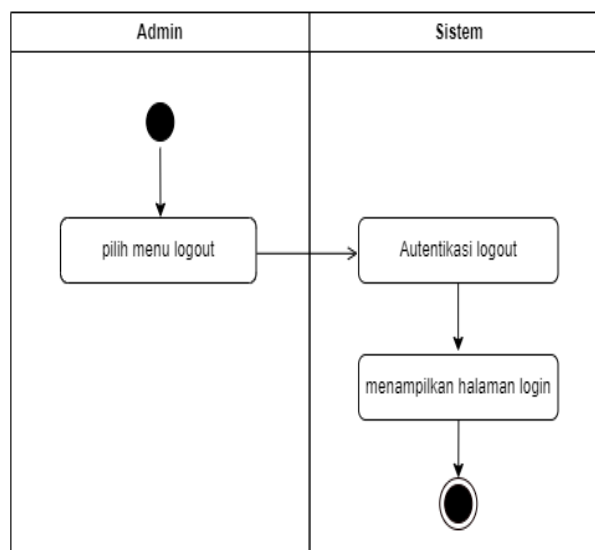 Admin
Sistem
pilih menu logout
Autentikasi logout
menampilkan halaman login